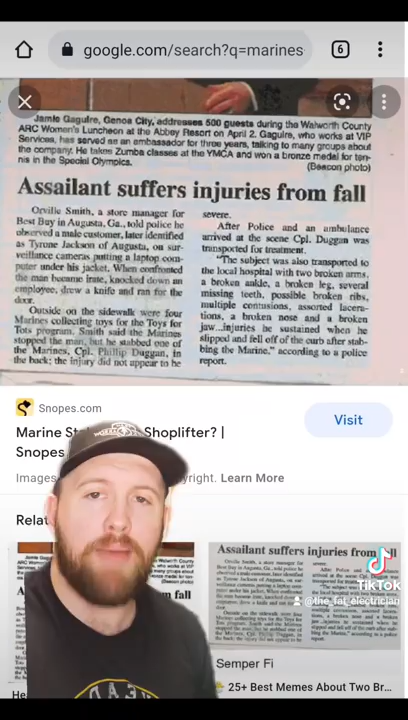 google.com/search?q=marines
6
Jamie Gaguire, Genoa City, addresses 500 guests during the Walworth County
ARC Women's Luncheon at the Abbey Resort on April 2. Gaguire, who works at VIP
Services, has served as an ambassador for three years, talking to many groups about
the company. He takes Zumba classes at the YMCA and won a bronze medal for ten-
nis in the Special Olympics.
(Beacon photo)
Assailant suffers injuries from fall
Orville Smith, a store manager for
Best Buy in Augusta, Ga., told police he
observed a male customer, later identified
as Tyrone Jackson of Augusta, on sur-
veillance cameras putting a laptop com-
puter under his jacket. When confronted
the man became irate, knocked down an
employee, drew a knife and ran for the
door.
Outside on the sidewalk were four
Marines collecting toys for the Toys for
Tots program. Smith said the Marines
stopped the man, but he stabbed one of
the Marines, Cpl. Phillip Duggan, in
the back; the injury did not appear to be
severe.
After Police and an ambulance
arrived at the scene Cpl. Duggan was
transported for treatment.
"The subject was also transported to
the local hospital with two broken arms,
a broken ankle, a broken leg, several
missing teeth, possible broken ribs,
multiple contusions, assorted lacera-
tions, a broken nose and a broken
jaw...injuries he sustained when he
slipped and fell off of the curb after stab-
bing the Marine," according to a police
report.
Snopes.com
Visit
Marine St Shoplifter? |
Snopes
Images yright. Learn More
Relat
Assailant suffers injuries from
n fall
TikTok
@the_fat_electrician
Semper Fi
25+ Best Memes About Two Br...